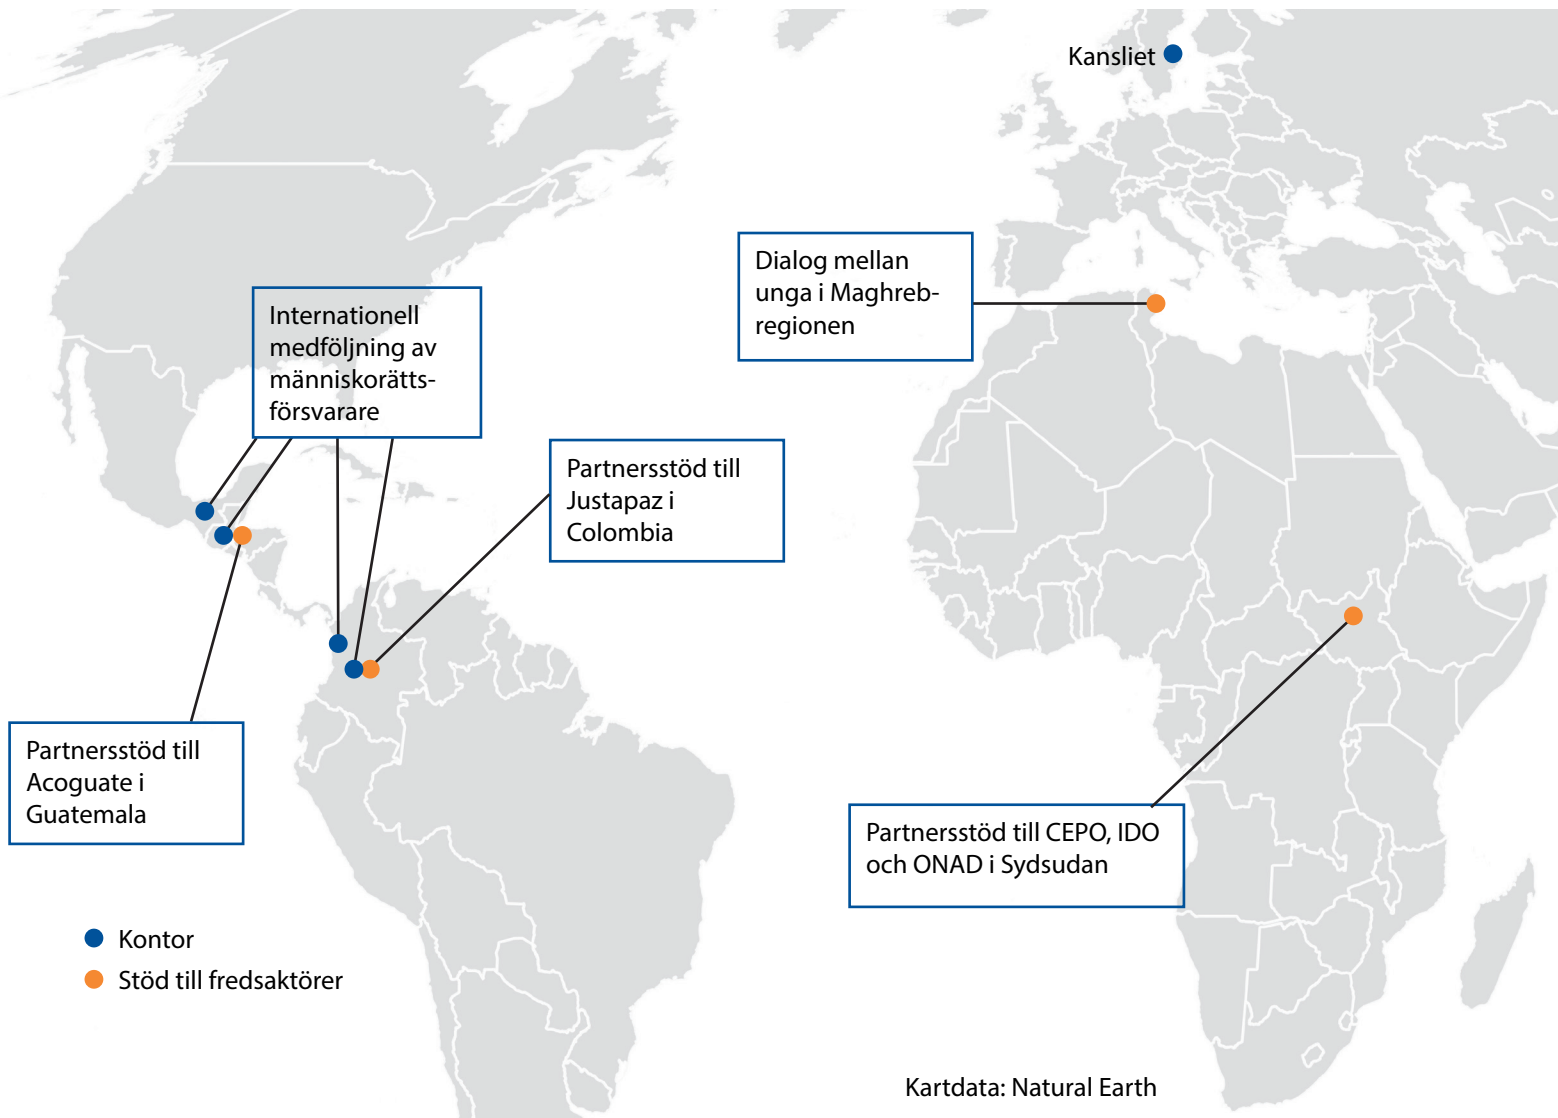 Kansliet
Dialog mellan
unga i Maghreb-
regionen
Internationell
medföljning av
människorätts-
försvarare
Partnersstöd till
Justapaz i
Colombia
Partnersstöd till
Acoguate i
Guatemala
Partnersstöd till CEPO, IDO
och ONAD i Sydsudan
Kontor
Stöd till fredsaktörer
Kartdata: Natural Earth